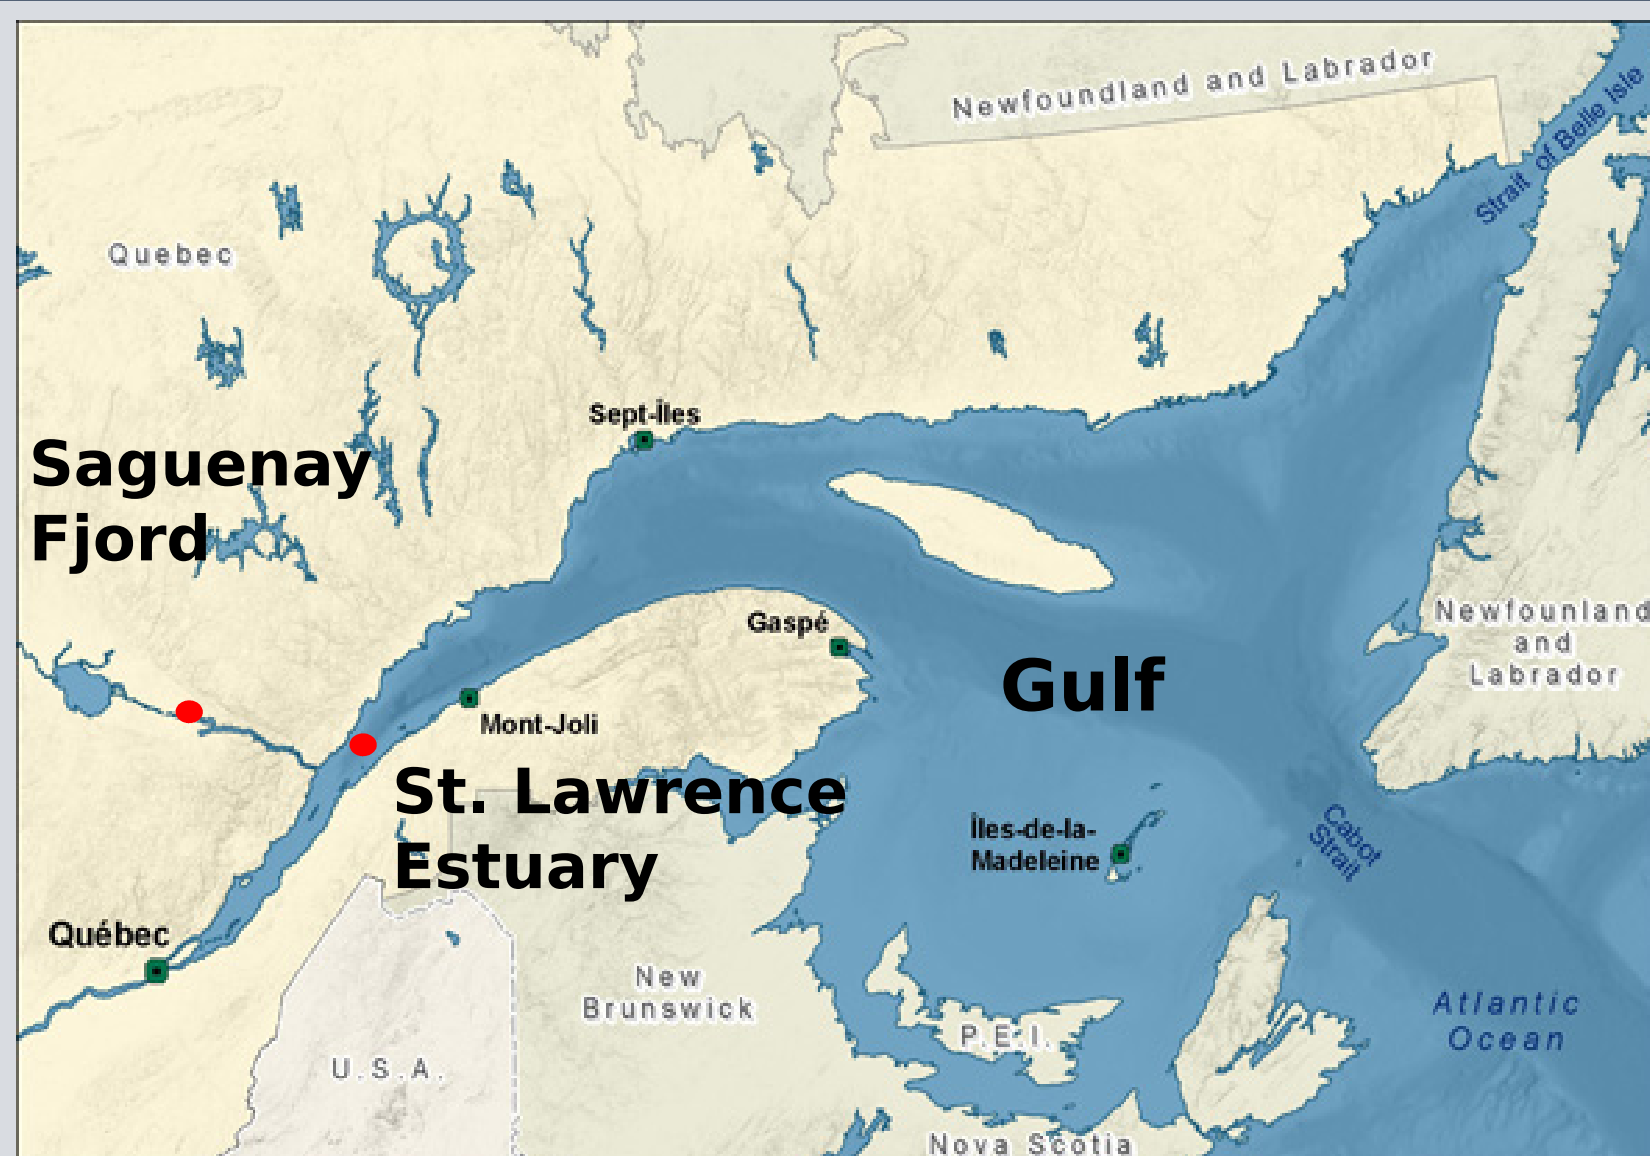 Newfoundland and Labrador
Strait of Belle Isle
Quebec
Sept-Îles
Saguenay
Fjord
Gaspé
Newfounland
and
Labrador
Gulf
Mont-Joli
St. Lawrence
Estuary
Îles-de-la-
Madeleine
Cabot
Strait
Québec
New
Brunswick
Atlantic
Ocean
P.E.I.
U.S.A.
Nova Scotia